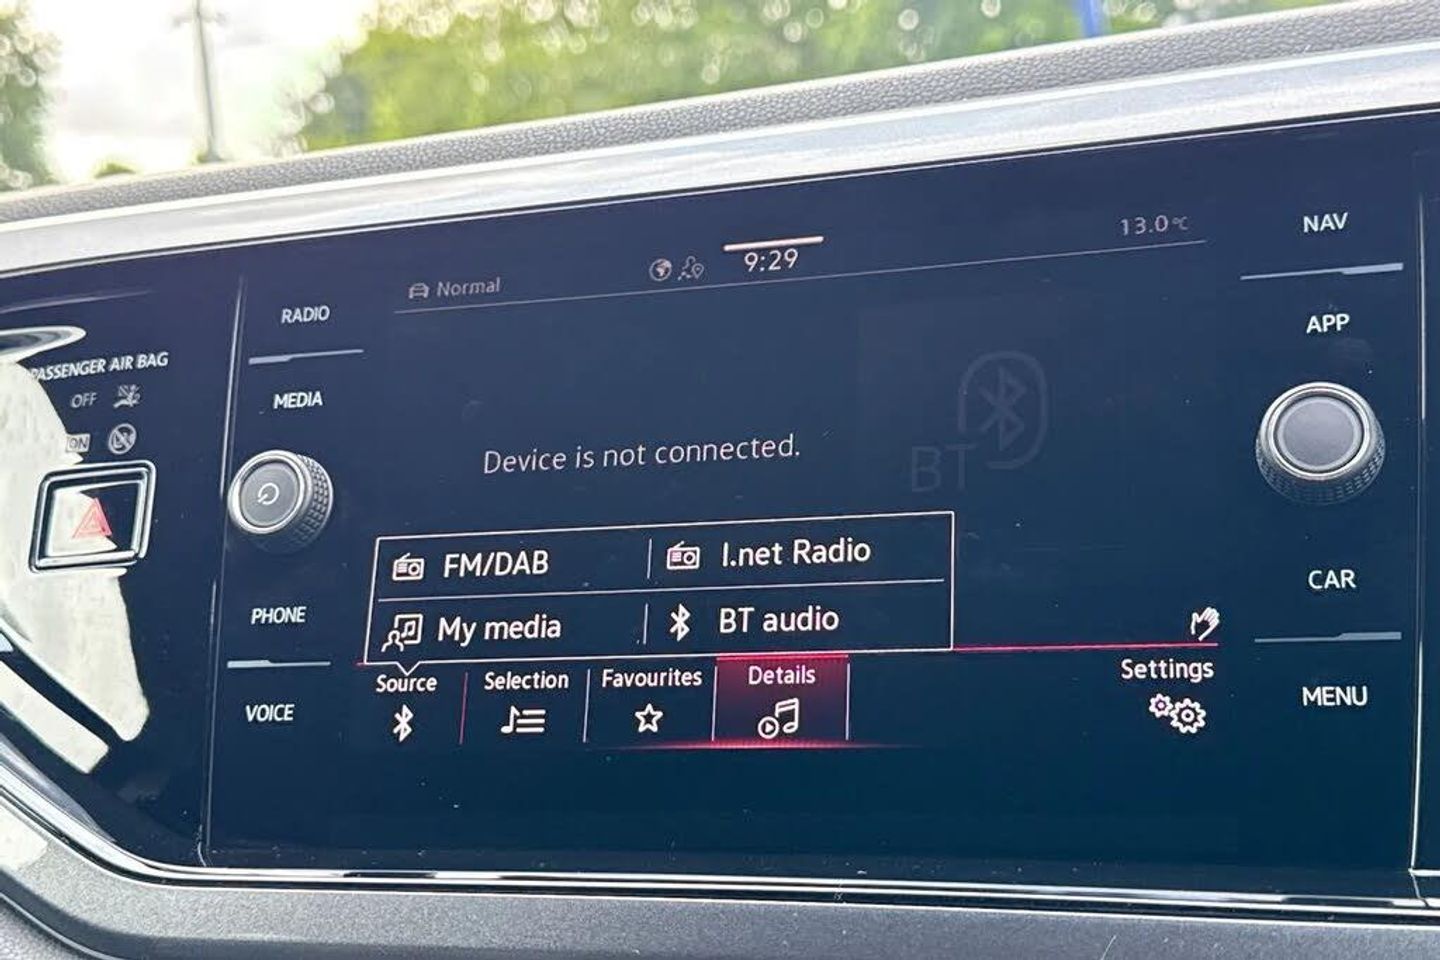 NAV
13.0°C
9:29
Normal
RADIO
APP
PASSENGER AIR BAG
OFF
ON
MEDIA
BT
Device is not connected.
FM/DAB
I.net Radio
My media
BT audio
CAR
PHONE
Source
Selection
Favourites
Details
Settings
VOICE
MENU